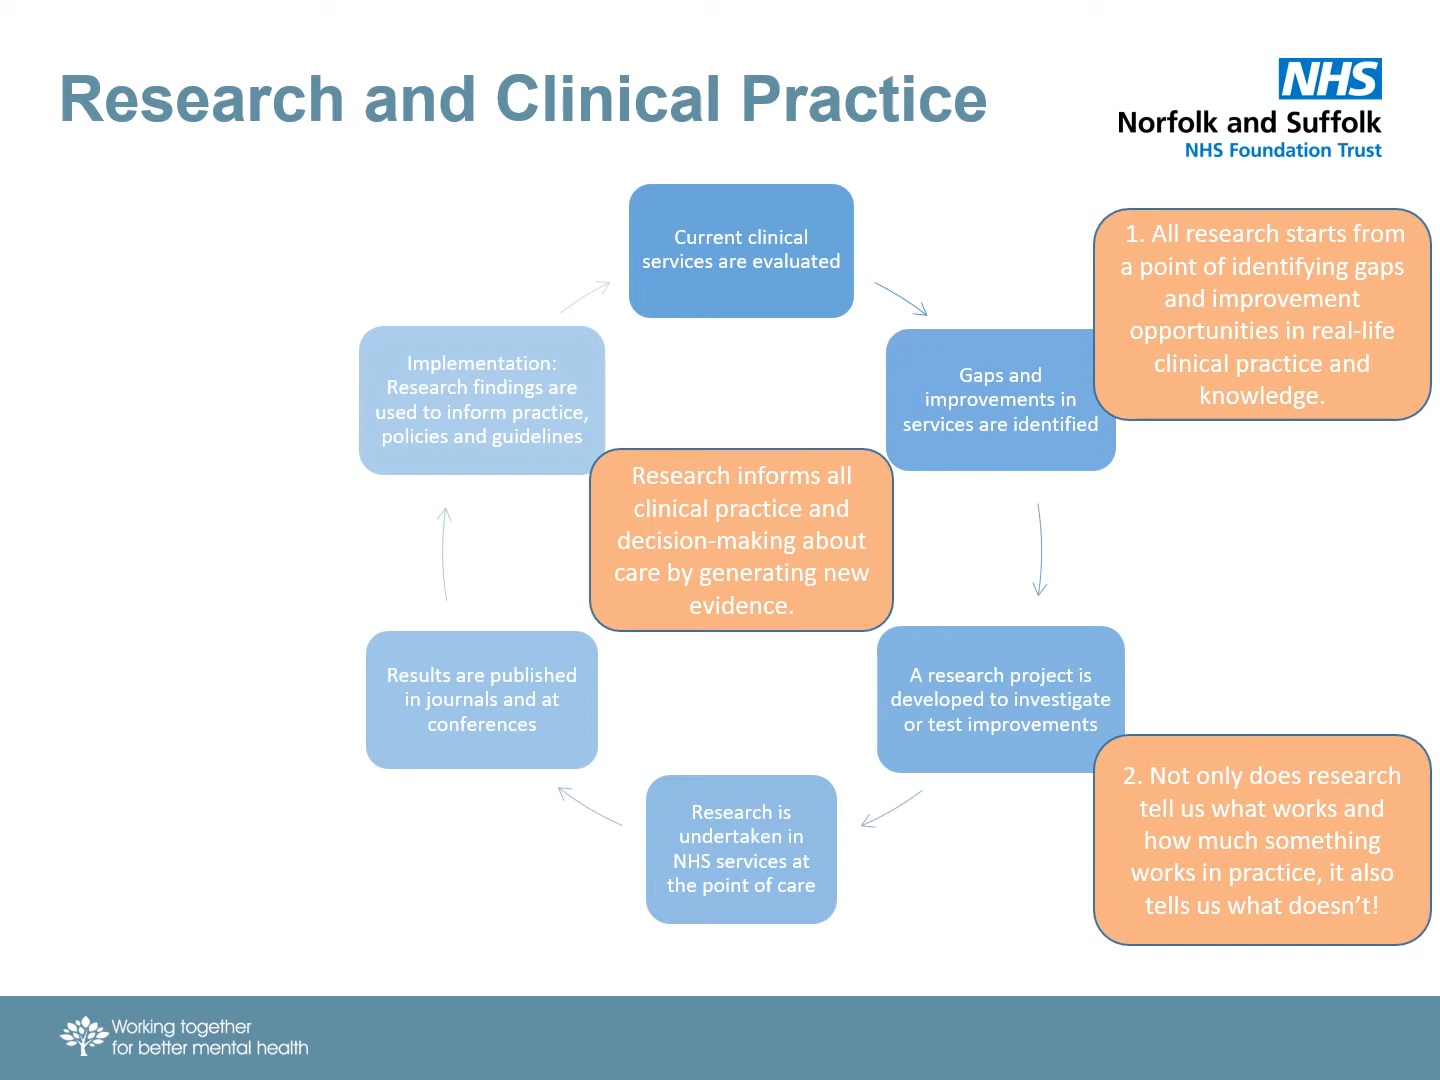 Research and Clinical Practice
NHS
Norfolk and Suffolk
NHS Foundation Trust
Current clinical
services are evaluated
1. All research starts from
a point of identifying gaps
and improvement
opportunities in real-life
clinical practice and
knowledge.
Gaps and
improvements in
services are identified
Implementation:
Research findings are
used to inform practice,
policies and guidelines
Research informs all
clinical practice and
decision-making about
care by generating new
evidence.
A research project is
developed to investigate
or test improvements
Results are published
in journals and at
conferences
2. Not only does research
tell us what works and
how much something
works in practice, it also
tells us what doesn’t!
Research is
undertaken in
NHS services at
the point of care
Working together
for better mental health